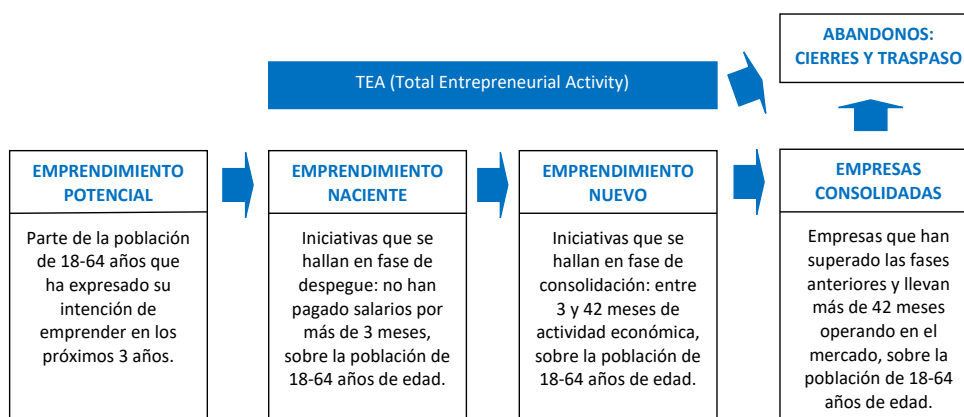 ABANDONOS:
CIERRES Y TRASPASO
TEA (Total Entrepreneurial Activity)
EMPRENDIMIENTO
POTENCIAL
Parte de la población
de 18-64 años que
ha expresado su
intención de
emprender en los
próximos 3 años.
EMPRENDIMIENTO
NACIENTE
Iniciativas que se
hallan en fase de
despegue: no han
pagado salarios por
más de 3 meses,
sobre la población de
18-64 años de edad.
EMPRENDIMIENTO
NUEVO
Iniciativas que se
hallan en fase de
consolidación: entre
3 y 42 meses de
actividad económica,
sobre la población de
18-64 años de edad.
EMPRESAS
CONSOLIDADAS
Empresas que han
superado las fases
anteriores y llevan
más de 42 meses
operando en el
mercado, sobre la
población de 18-64
años de edad.